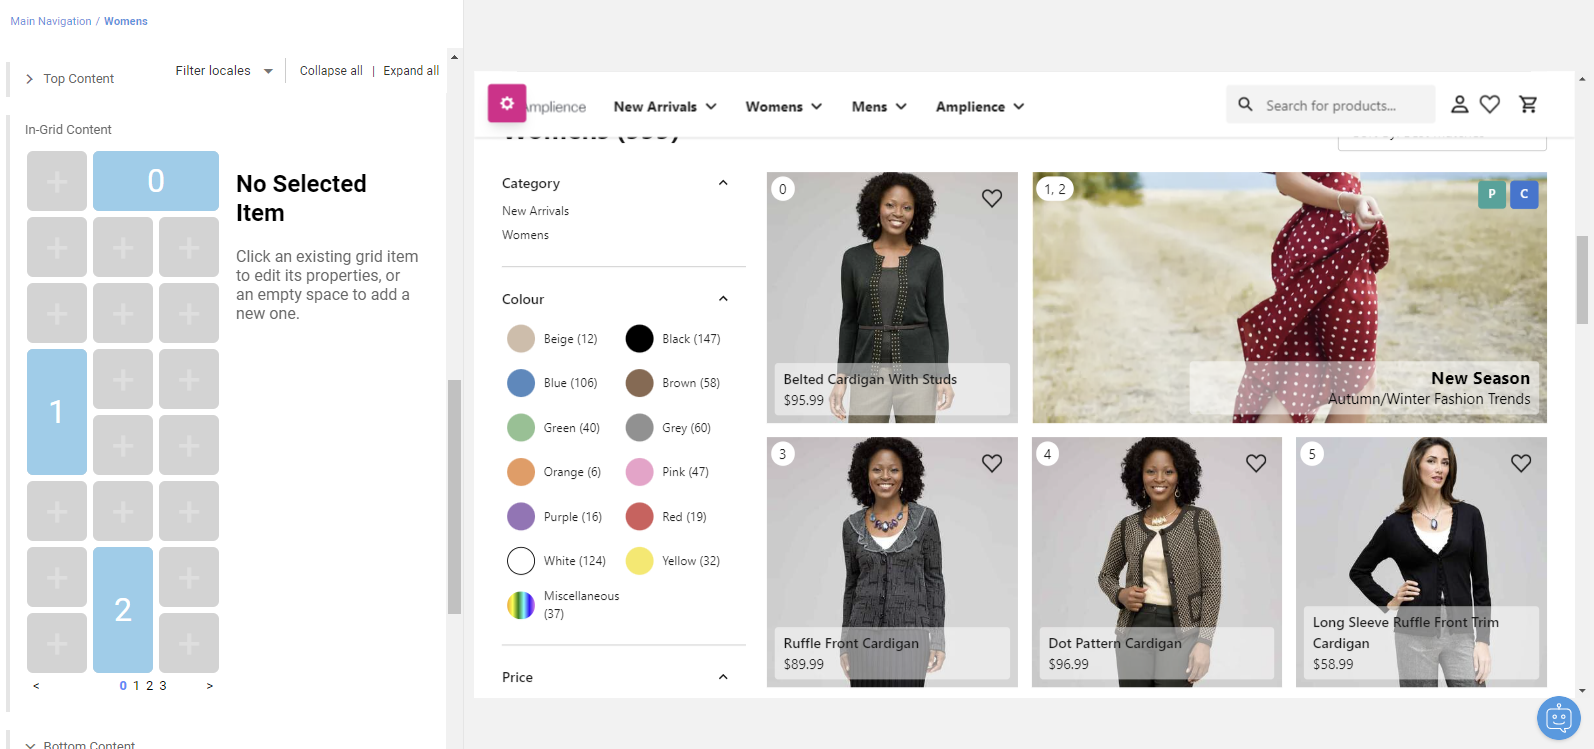 Main Navigation / Womens
Top Content
Filter locales
Collapse all | Expand all
In-Grid Content
0
1
2
No Selected
Item
Click an existing grid item
to edit its properties, or
an empty space to add a
new one.
< 0 1 2 3 >
Bottom Content
mplience
New Arrivals
Womens
Mens
Amplience
Search for products...
Category
New Arrivals
Womens
Colour
Beige (12)
Black (147)
Blue (106)
Brown (58)
Green (40)
Grey (60)
Orange (6)
Pink (47)
Purple (16)
Red (19)
White (124)
Yellow (32)
Miscellaneous
(37)
Price
0
Belted Cardigan With Studs
$95.99
1, 2
P C
New Season
Autumn/Winter Fashion Trends
3
Ruffle Front Cardigan
$89.99
4
Dot Pattern Cardigan
$96.99
5
Long Sleeve Ruffle Front Trim
Cardigan
$58.99